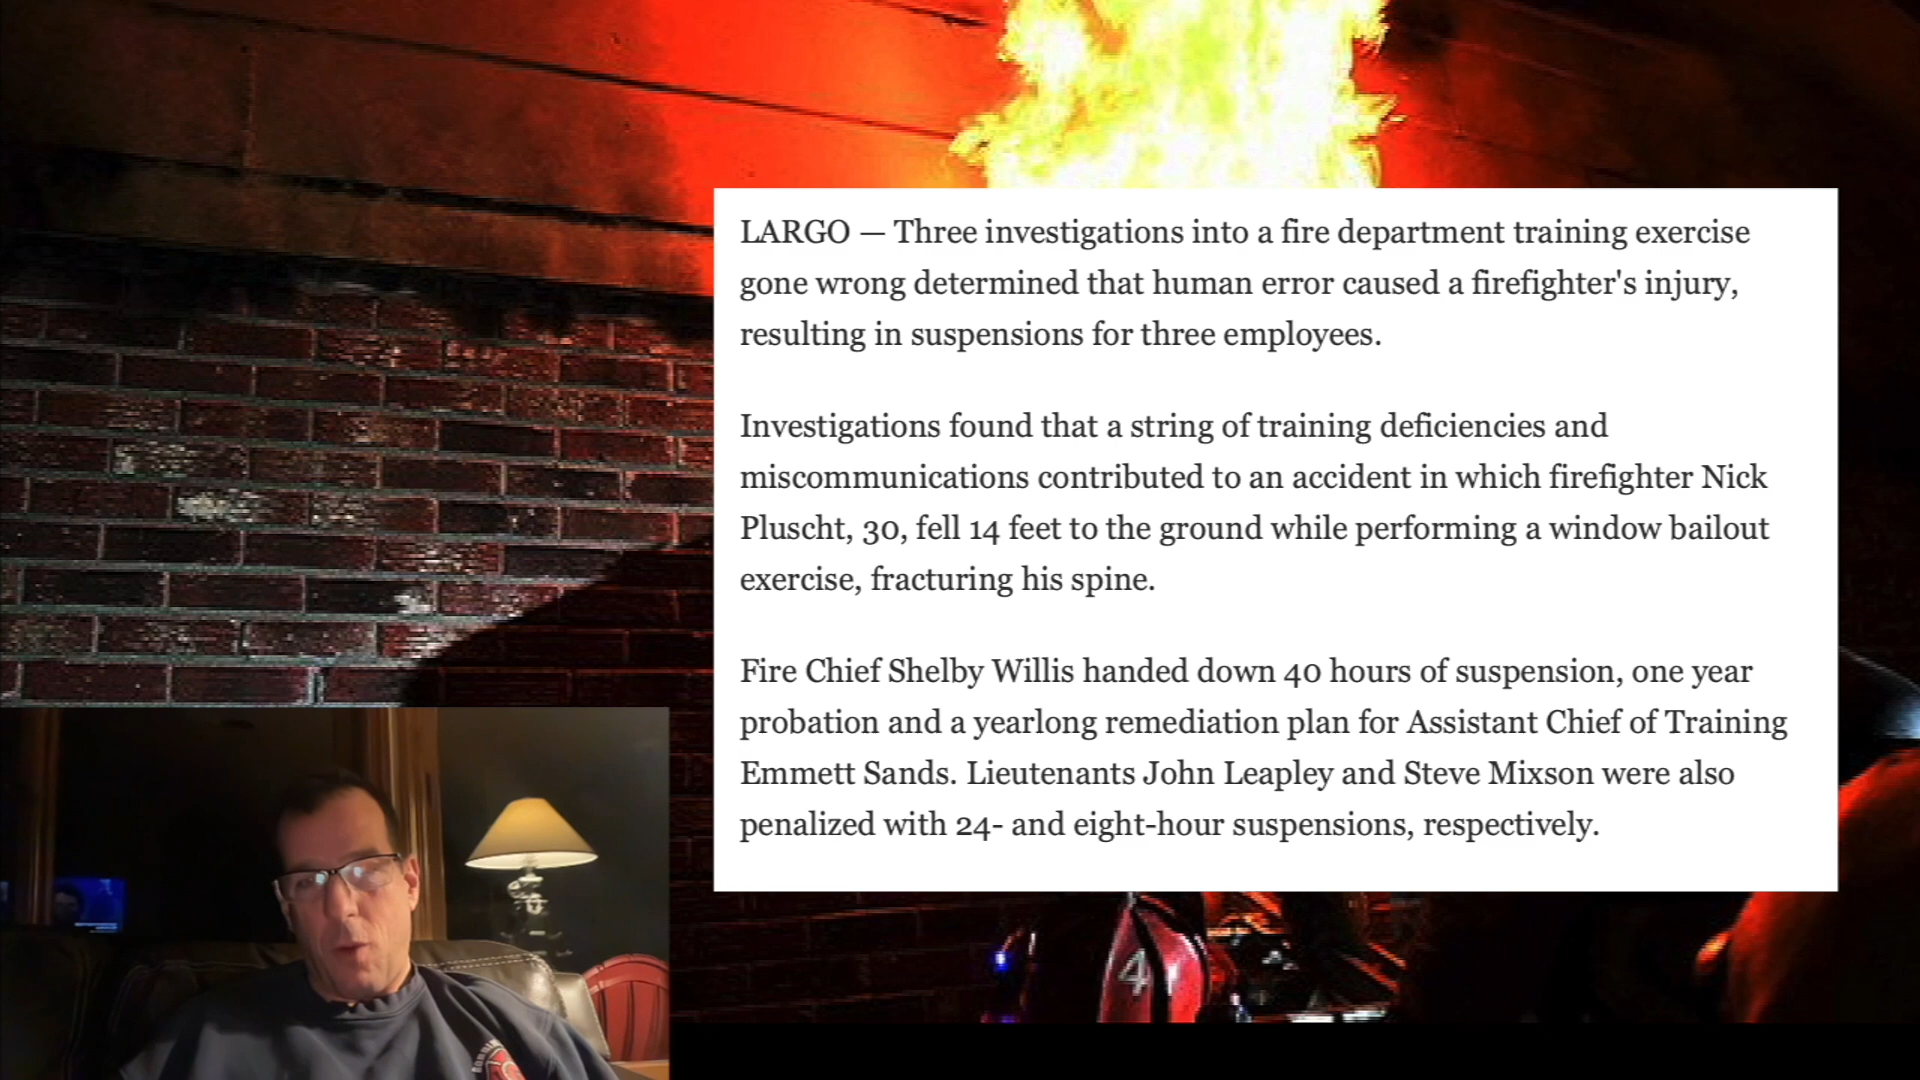 LARGO — Three investigations into a fire department training exercise
gone wrong determined that human error caused a firefighter's injury,
resulting in suspensions for three employees.
Investigations found that a string of training deficiencies and
miscommunications contributed to an accident in which firefighter Nick
Pluscht, 30, fell 14 feet to the ground while performing a window bailout
exercise, fracturing his spine.
Fire Chief Shelby Willis handed down 40 hours of suspension, one year
probation and a yearlong remediation plan for Assistant Chief of Training
Emmett Sands. Lieutenants John Leapley and Steve Mixson were also
penalized with 24- and eight-hour suspensions, respectively.
4